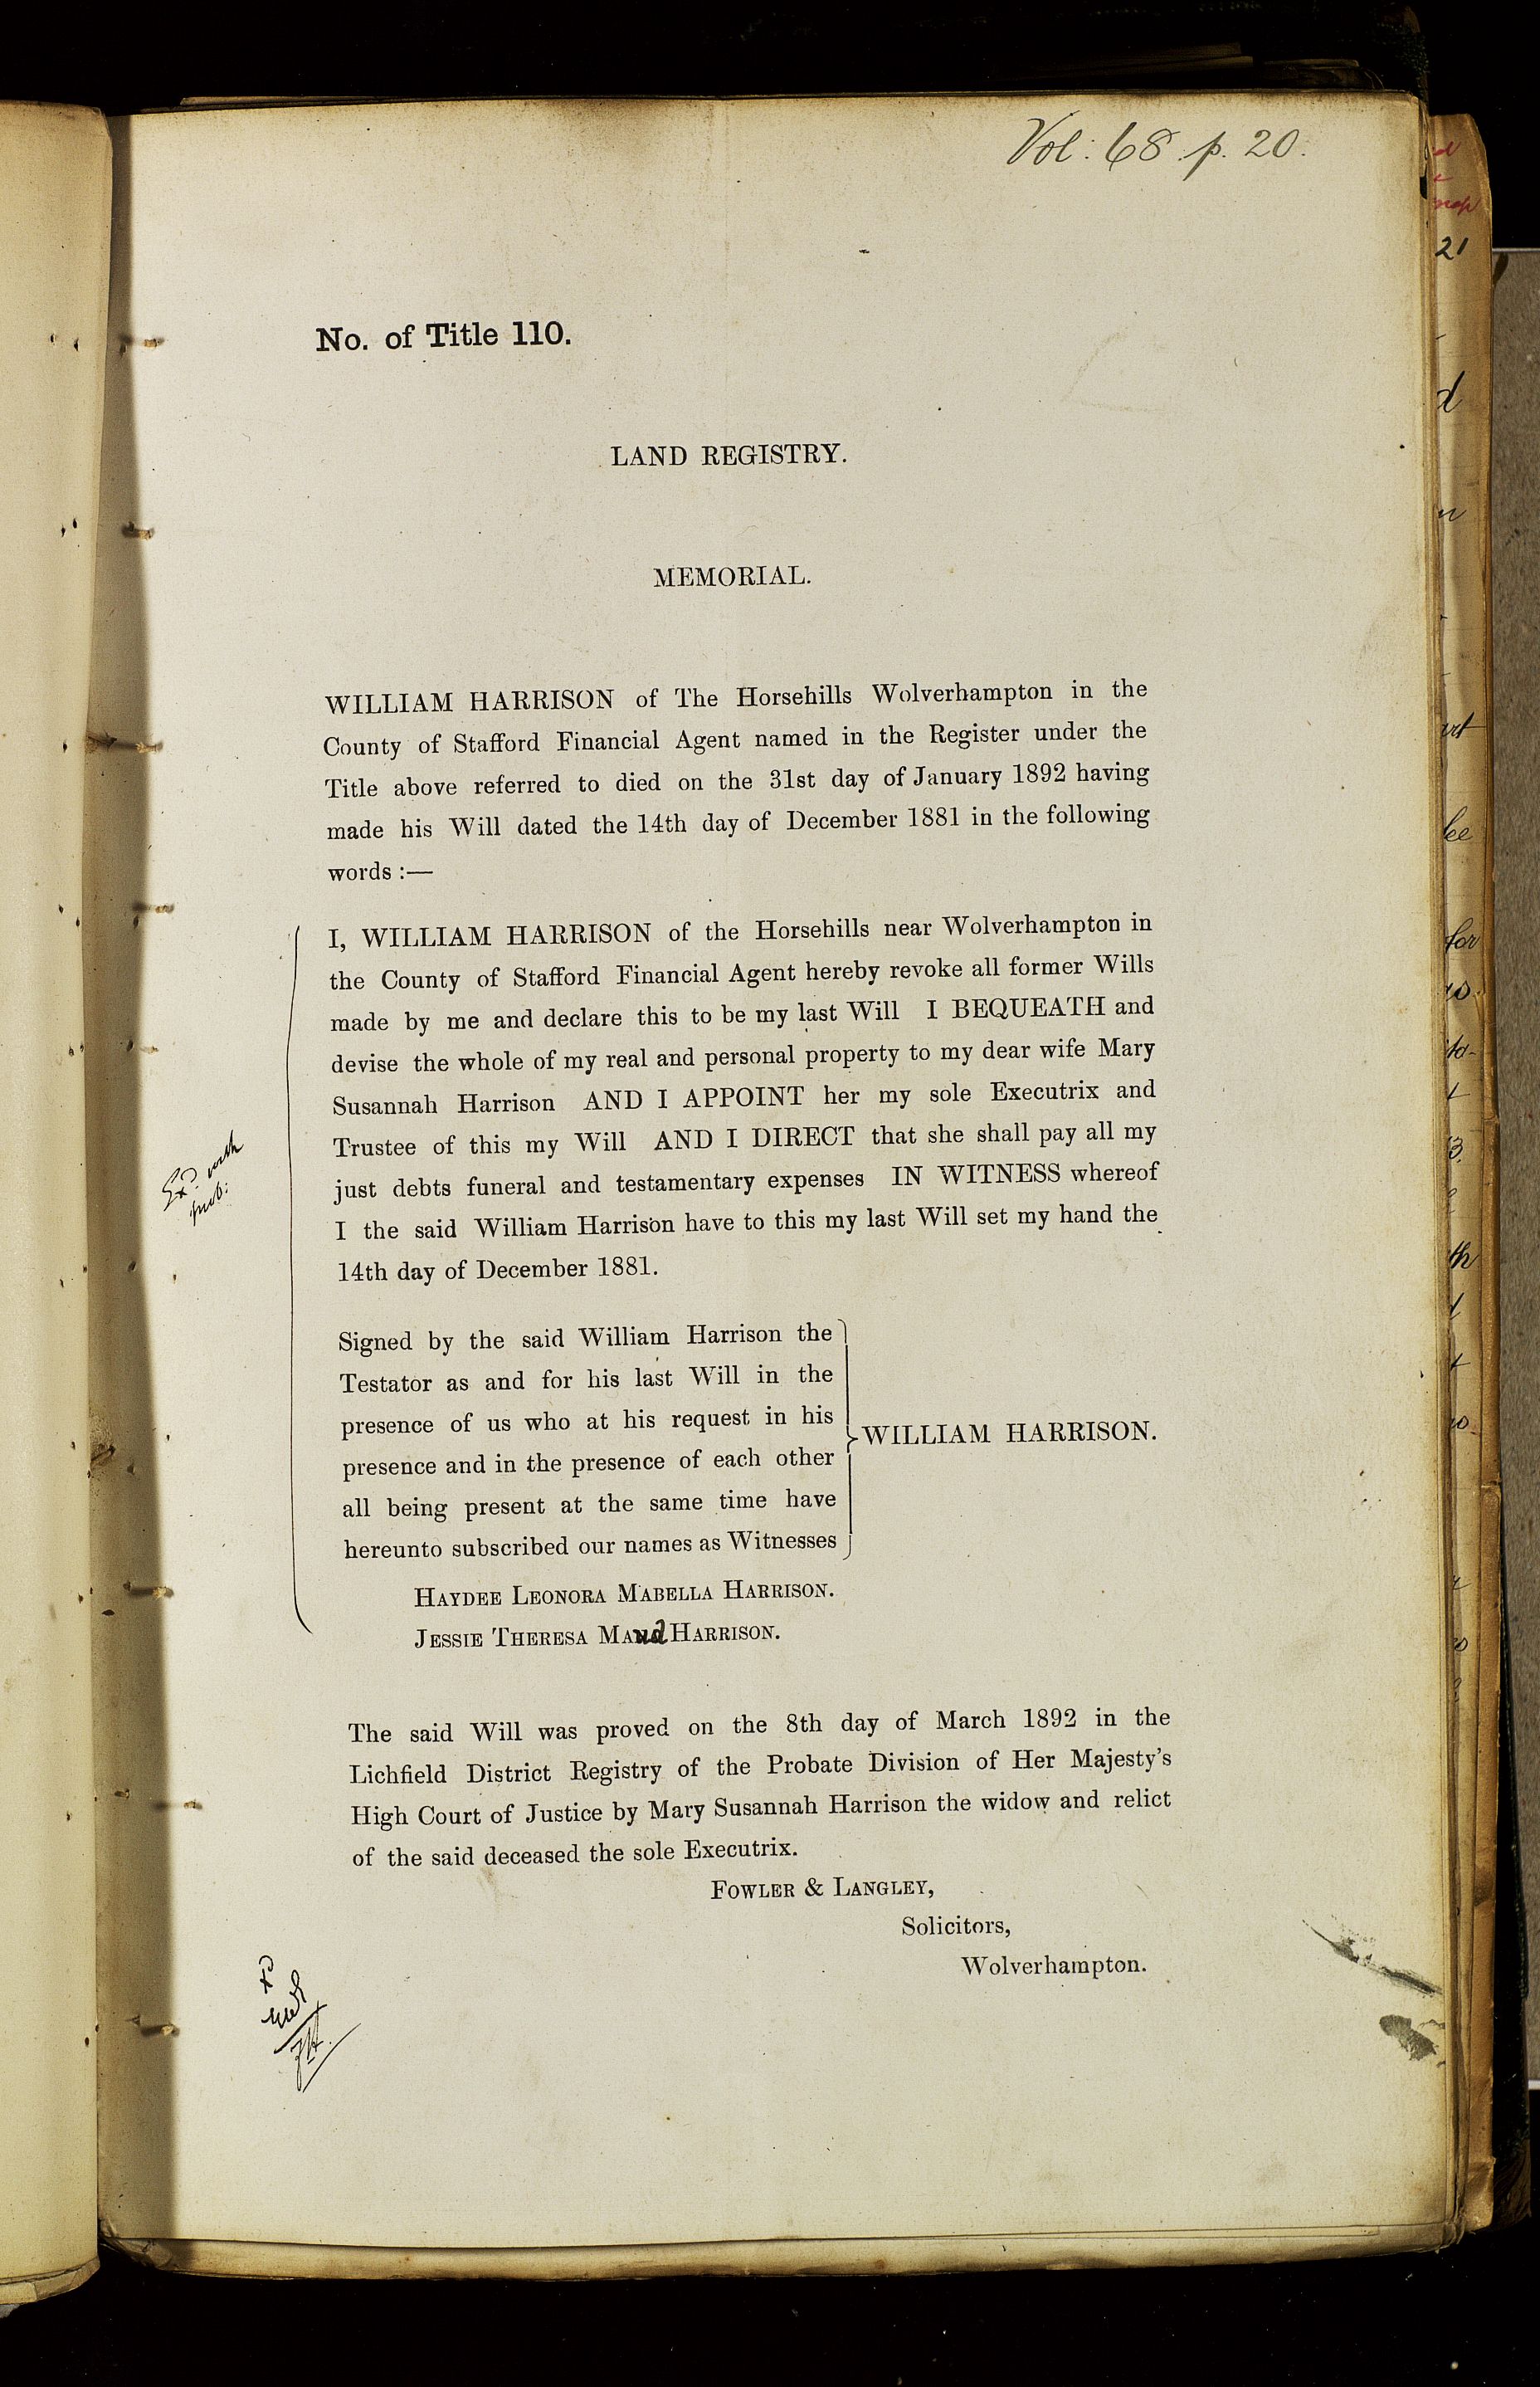 Vol: 68. p. 20.
No. of Title 110.
LAND REGISTRY.
MEMORIAL.
WILLIAM HARRISON of The Horsehills Wolverhampton in the
County of Stafford Financial Agent named in the Register under the
Title above referred to died on the 31st day of January 1892 having
made his Will dated the 14th day of December 1881 in the following
words :—
I, WILLIAM HARRISON of the Horsehills near Wolverhampton in
the County of Stafford Financial Agent hereby revoke all former Wills
made by me and declare this to be my last Will I BEQUEATH and
devise the whole of my real and personal property to my dear wife Mary
Susannah Harrison AND I APPOINT her my sole Executrix and
Trustee of this my Will AND I DIRECT that she shall pay all my
just debts funeral and testamentary expenses IN WITNESS whereof
I the said William Harrison have to this my last Will set my hand the
14th day of December 1881.
Exd with
prob:
Signed by the said William Harrison the
Testator as and for his last Will in the
presence of us who at his request in his
presence and in the presence of each other
all being present at the same time have
hereunto subscribed our names as Witnesses
WILLIAM HARRISON.
HAYDEE LEONORA MABELLA HARRISON.
JESSIE THERESA MAud HARRISON.
The said Will was proved on the 8th day of March 1892 in the
Lichfield District Registry of the Probate Division of Her Majesty's
High Court of Justice by Mary Susannah Harrison the widow and relict
of the said deceased the sole Executrix.
FOWLER & LANGLEY,
Solicitors,
Wolverhampton.
21